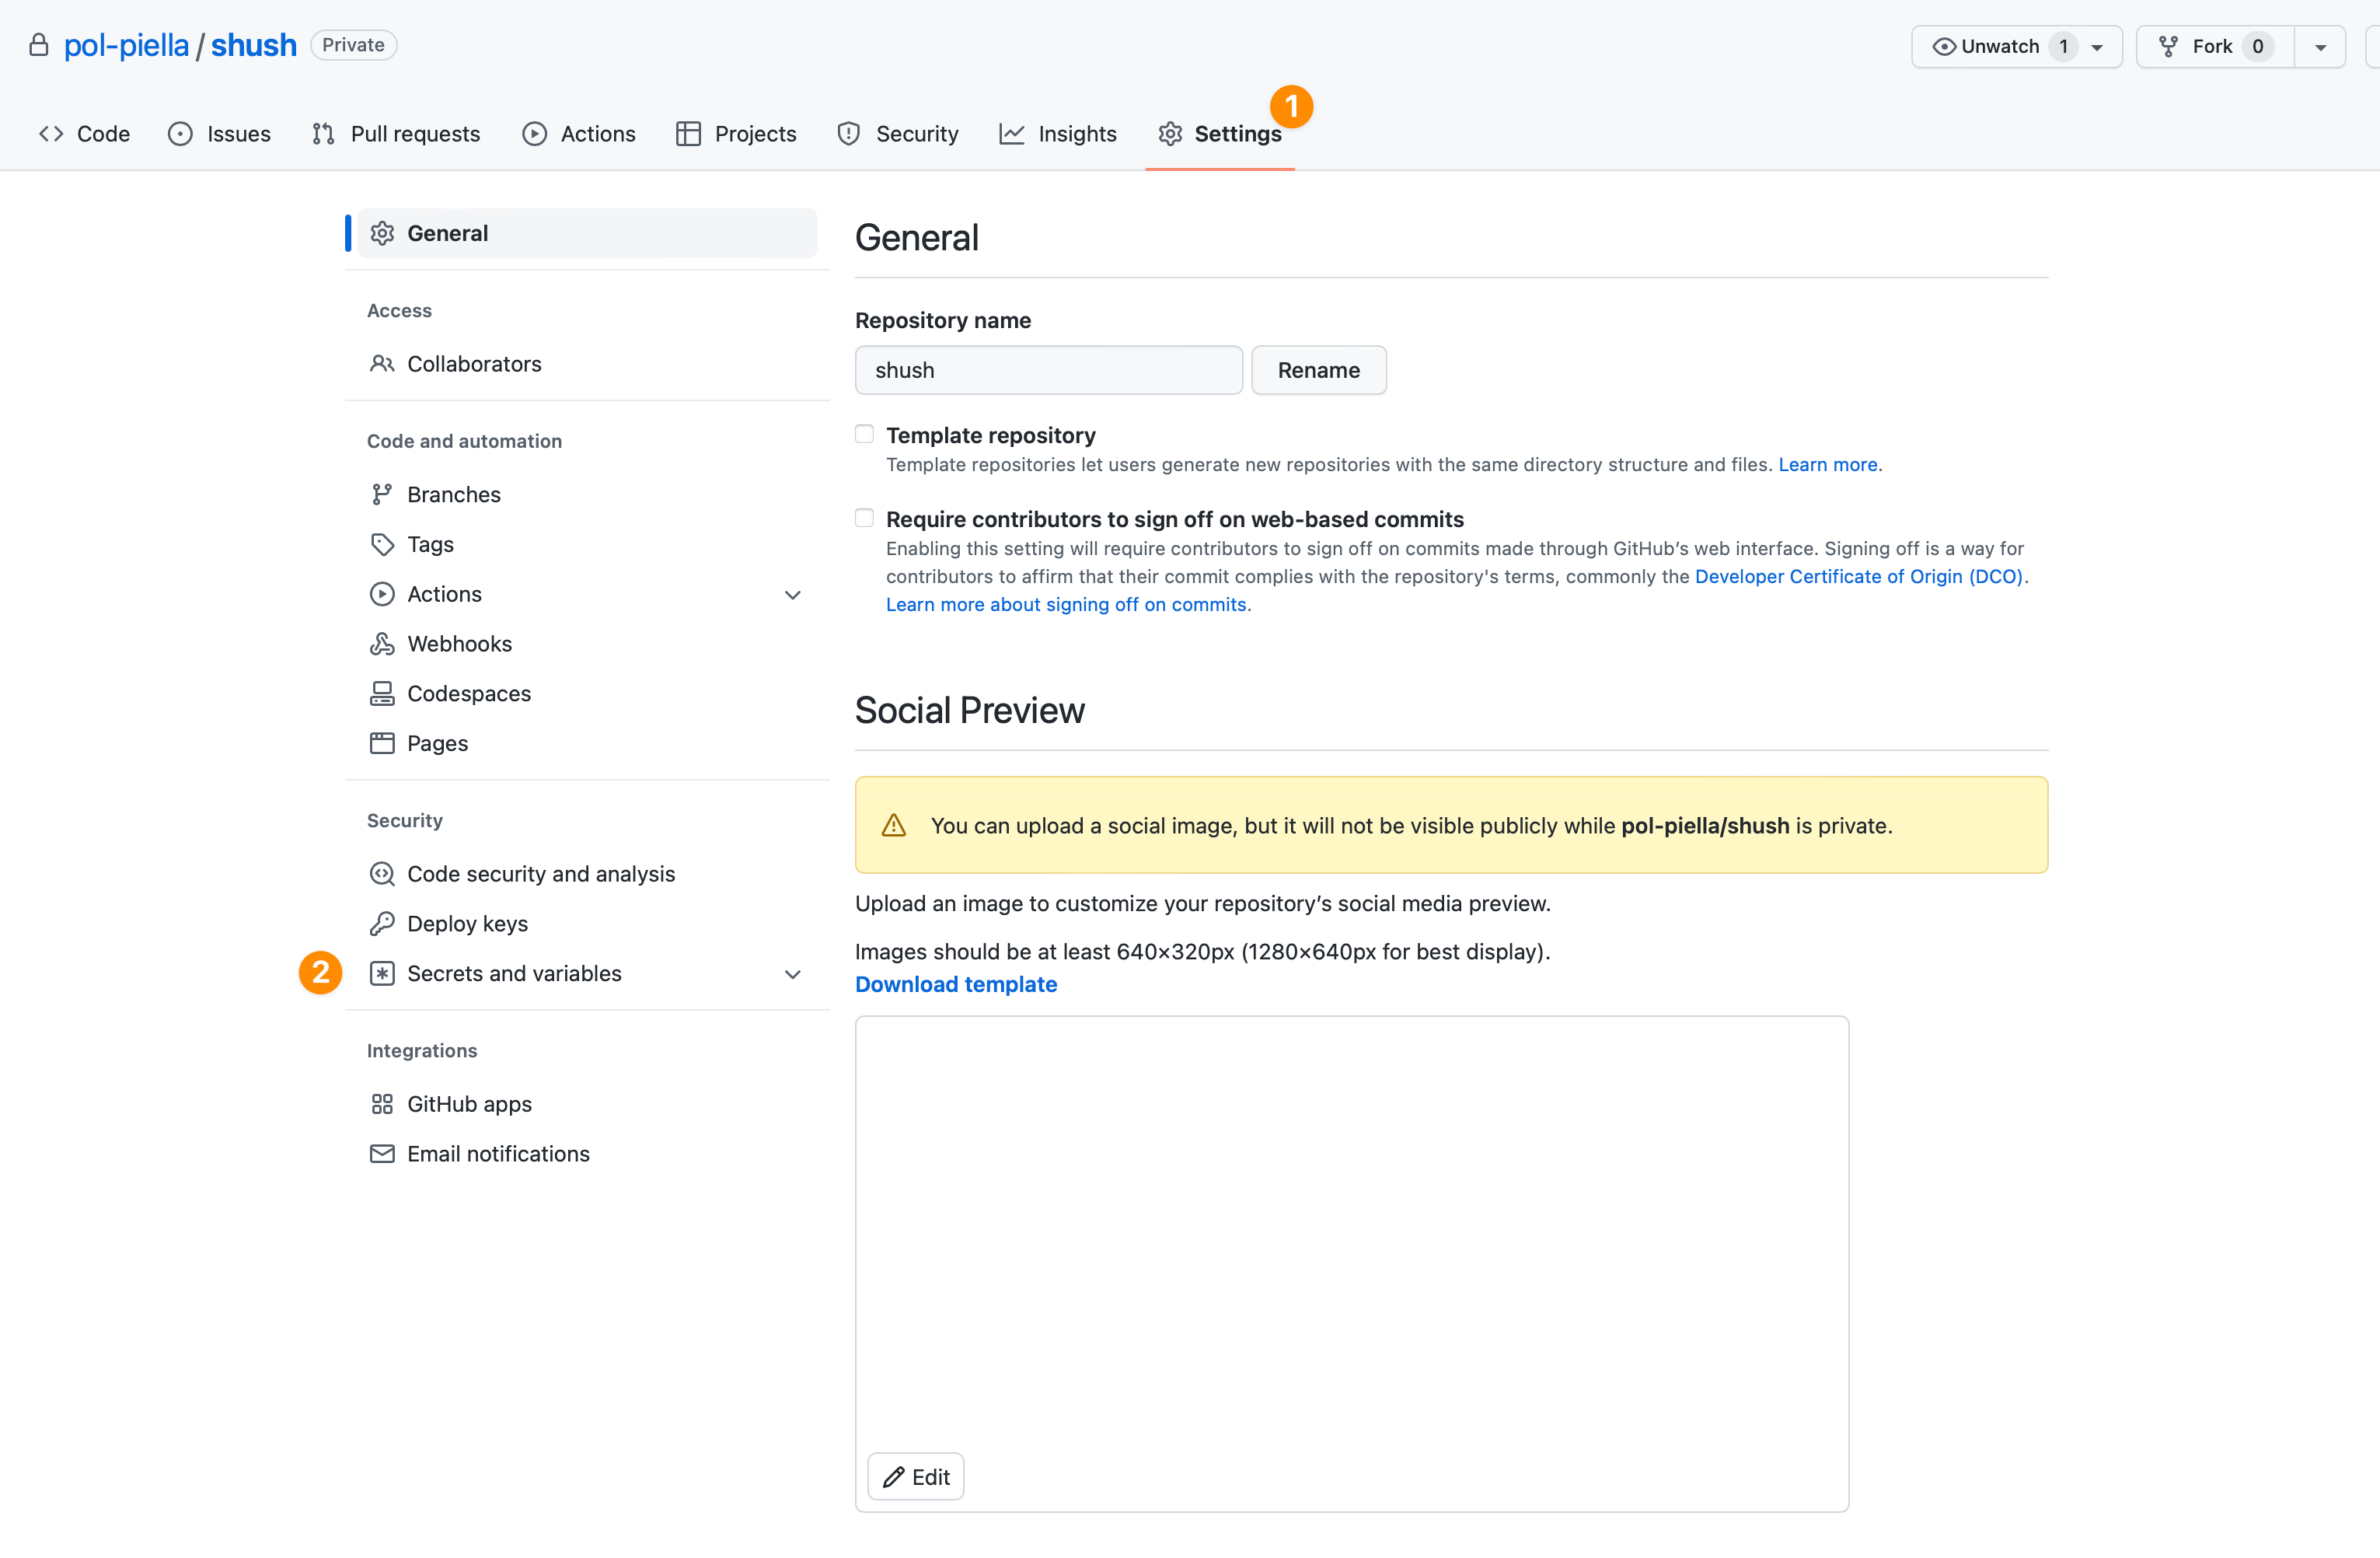 pol-piella / shush Private
Unwatch 1
Fork 0
Code
Issues
Pull requests
Actions
Projects
Security
Insights
Settings
1
General
Access
Collaborators
Code and automation
Branches
Tags
Actions
Webhooks
Codespaces
Pages
Security
Code security and analysis
Deploy keys
2
Secrets and variables
Integrations
GitHub apps
Email notifications
General
Repository name
shush
Rename
Template repository
Template repositories let users generate new repositories with the same directory structure and files. Learn more.
Require contributors to sign off on web-based commits
Enabling this setting will require contributors to sign off on commits made through GitHub’s web interface. Signing off is a way for
contributors to affirm that their commit complies with the repository's terms, commonly the Developer Certificate of Origin (DCO).
Learn more about signing off on commits.
Social Preview
You can upload a social image, but it will not be visible publicly while pol-piella/shush is private.
Upload an image to customize your repository’s social media preview.
Images should be at least 640×320px (1280×640px for best display).
Download template
Edit